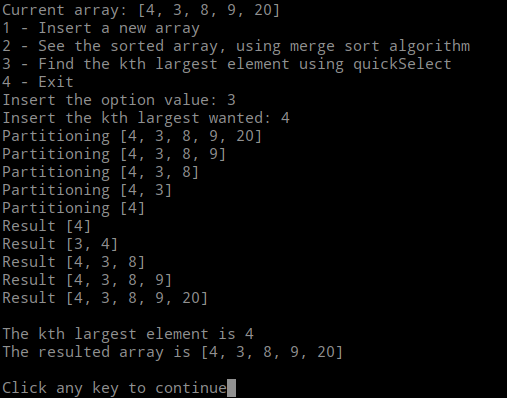 Current array: [4, 3, 8, 9, 20]
1 - Insert a new array
2 - See the sorted array, using merge sort algorithm
3 - Find the kth largest element using quickSelect
4 - Exit
Insert the option value: 3
Insert the kth largest wanted: 4
Partitioning [4, 3, 8, 9, 20]
Partitioning [4, 3, 8, 9]
Partitioning [4, 3, 8]
Partitioning [4, 3]
Partitioning [4]
Result [4]
Result [3, 4]
Result [4, 3, 8]
Result [4, 3, 8, 9]
Result [4, 3, 8, 9, 20]
The kth largest element is 4
The resulted array is [4, 3, 8, 9, 20]
Click any key to continue